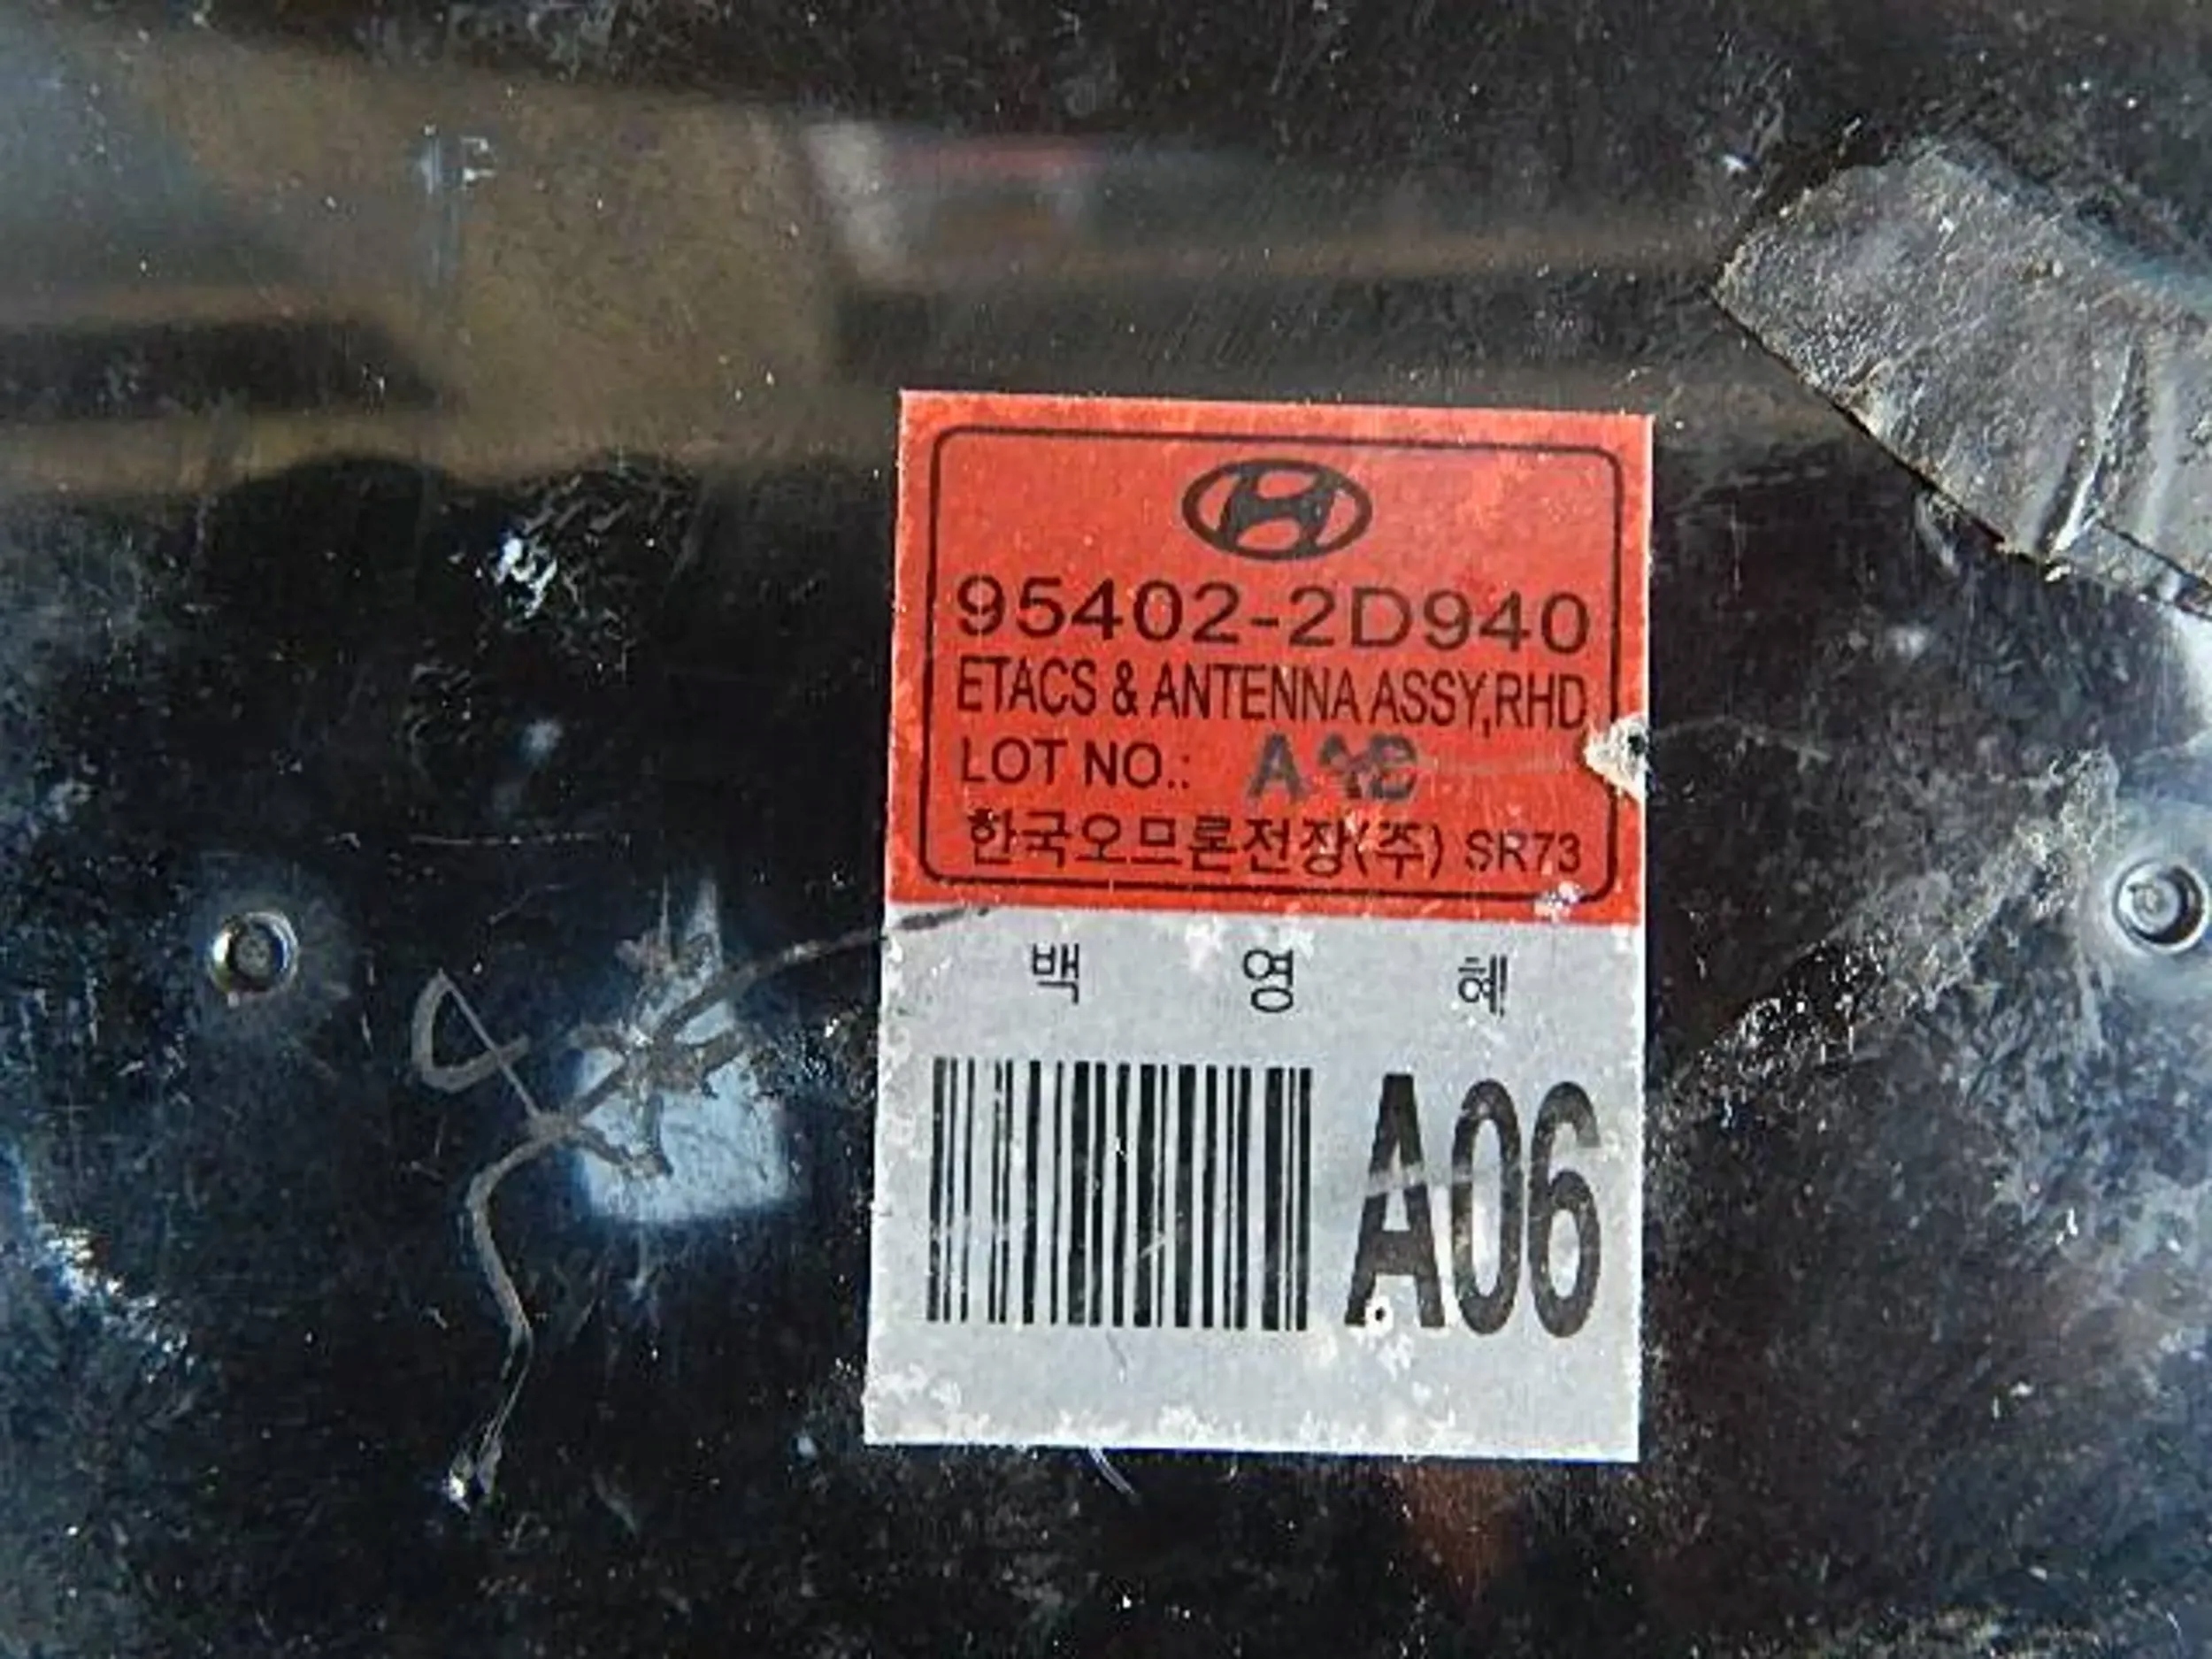 95402-2D940
ETACS & ANTENNA ASSY,RHD
LOT NO.:
한국오므론전장(주) SR73
백 영 혜
A06